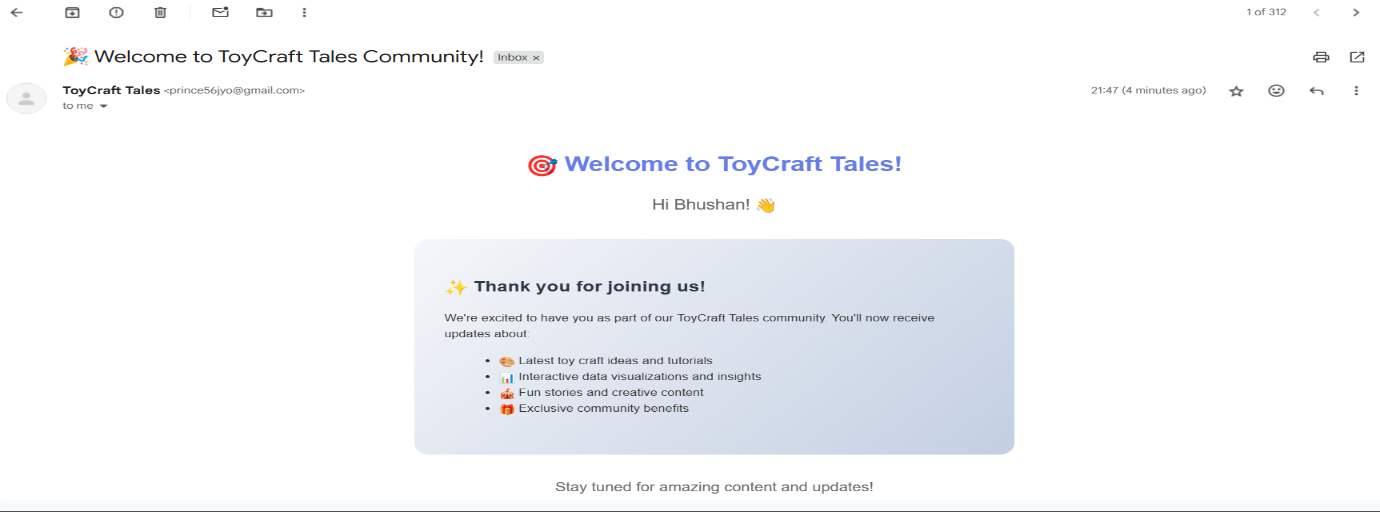 1 of 312
🎉 Welcome to ToyCraft Tales Community! Inbox ×
ToyCraft Tales <prince56jyo@gmail.com> 21:47 (4 minutes ago)
to me
🎯 Welcome to ToyCraft Tales!
Hi Bhushan! 👋
✨ Thank you for joining us!
We're excited to have you as part of our ToyCraft Tales community. You'll now receive
updates about:
• 🎨 Latest toy craft ideas and tutorials
• 📊 Interactive data visualizations and insights
• 🎪 Fun stories and creative content
• 🎁 Exclusive community benefits
Stay tuned for amazing content and updates!